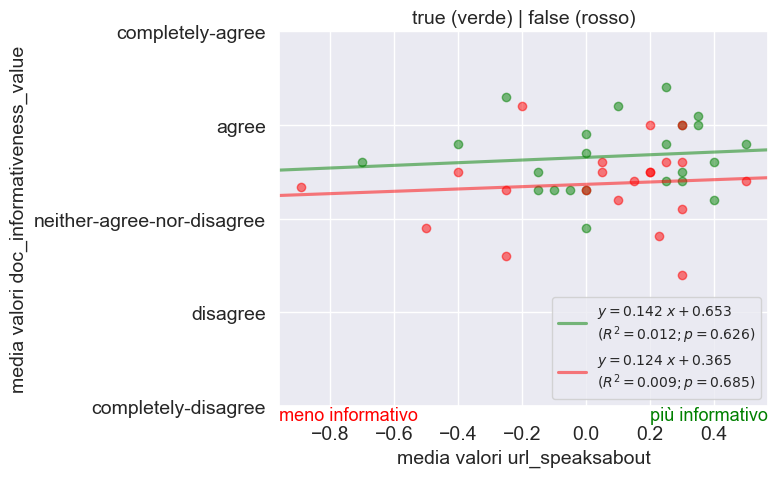 true (verde) | false (rosso)
media valori doc_informativeness_value
completely-agree
agree
neither-agree-nor-disagree
disagree
completely-disagree
y = 0.142 x + 0.653
(R² = 0.012; p = 0.626)
y = 0.124 x + 0.365
(R² = 0.009; p = 0.685)
meno informativo più informativo
−0.8 −0.6 −0.4 −0.2 0.0 0.2 0.4
media valori url_speaksabout